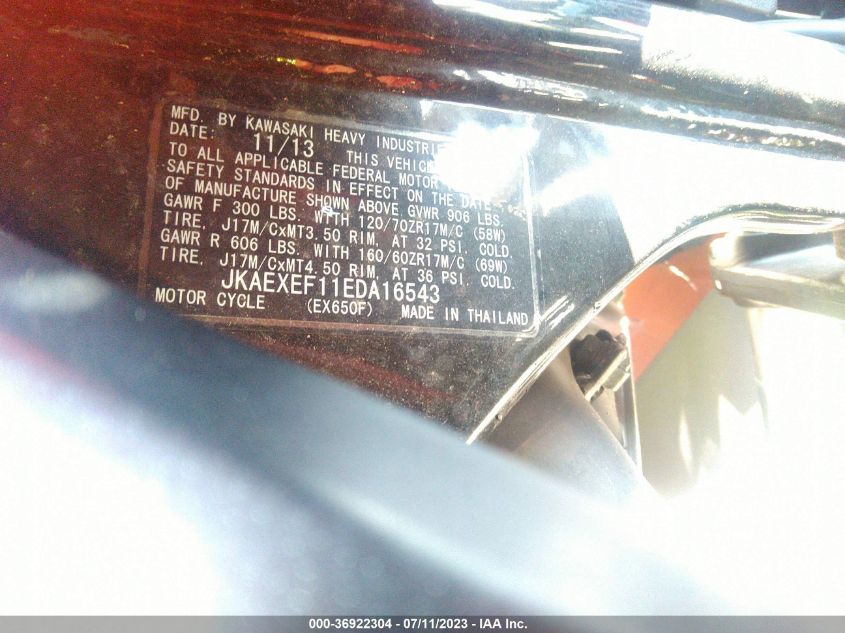 MFD. BY KAWASAKI HEAVY INDUSTRIE
DATE: 11/13 THIS VEHIC
TO ALL APPLICABLE FEDERAL MOTOR
SAFETY STANDARDS IN EFFECT ON THE DATE
OF MANUFACTURE SHOWN ABOVE. GVWR 906 LBS.
GAWR F 300 LBS. WITH 120/70ZR17M/C (58W)
TIRE, J17M/CxMT3.50 RIM, AT 32 PSI. COLD.
GAWR R 606 LBS. WITH 160/60ZR17M/C (69W)
TIRE, J17M/CxMT4.50 RIM, AT 36 PSI. COLD.
JKAEXEF11EDA16543
MOTOR CYCLE (EX650F) MADE IN THAILAND
000-36922304 - 07/11/2023 - IAA Inc.